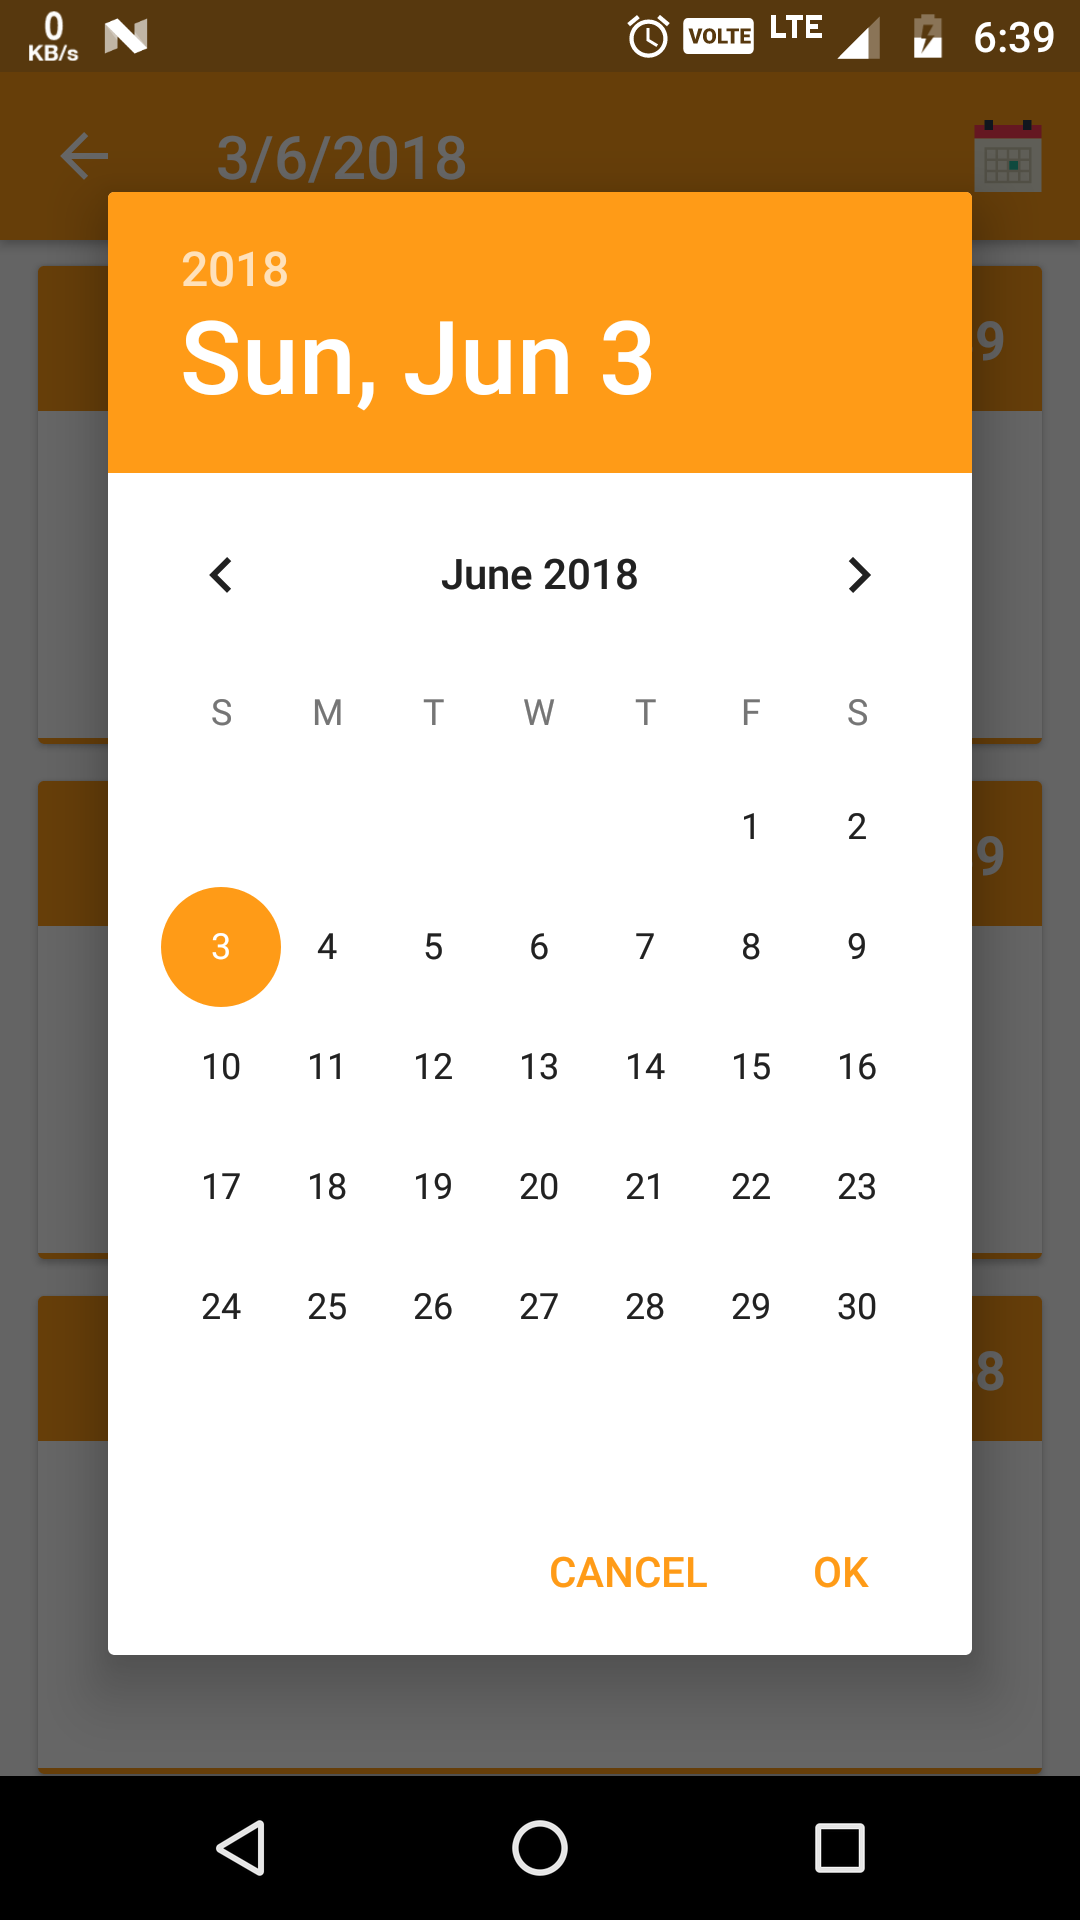 0
KB/s
VOLTE LTE 6:39
3/6/2018
2018
Sun, Jun 3
9
June 2018
S M T W T F S
1 2
9
3 4 5 6 7 8 9
10 11 12 13 14 15 16
17 18 19 20 21 22 23
24 25 26 27 28 29 30
8
CANCEL OK